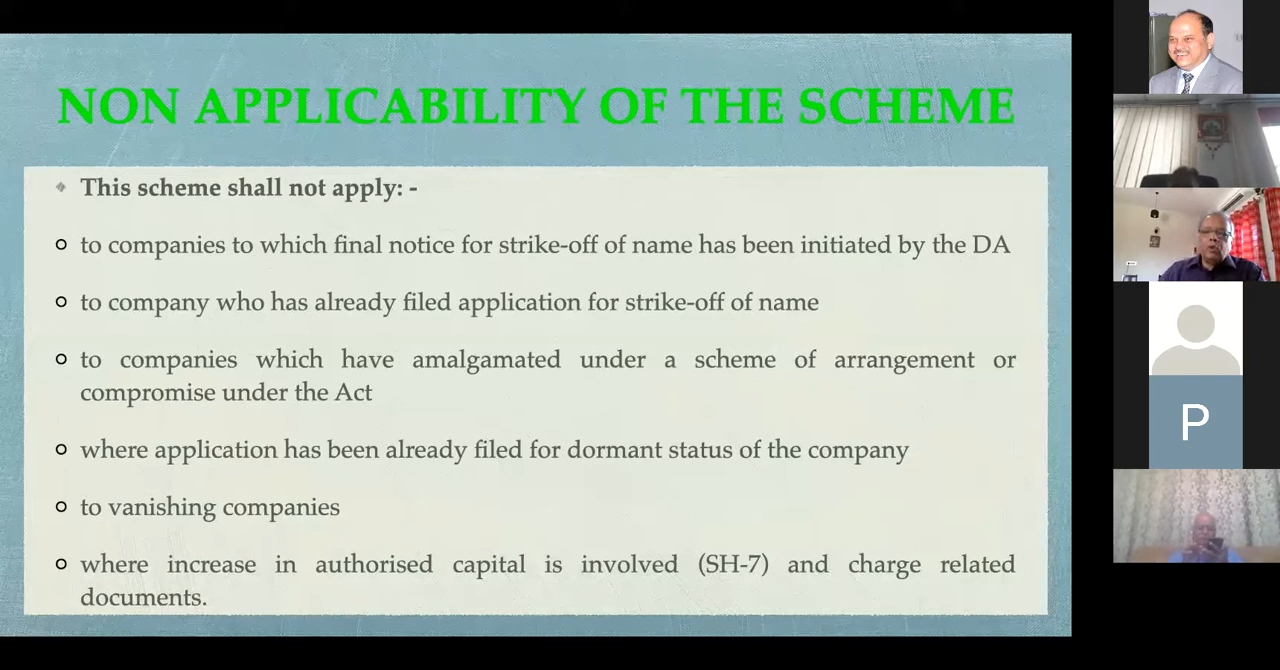 NON APPLICABILITY OF THE SCHEME
This scheme shall not apply: -
to companies to which final notice for strike-off of name has been initiated by the DA
to company who has already filed application for strike-off of name
to companies which have amalgamated under a scheme of arrangement or
compromise under the Act
where application has been already filed for dormant status of the company
to vanishing companies
where increase in authorised capital is involved (SH-7) and charge related
documents.
P